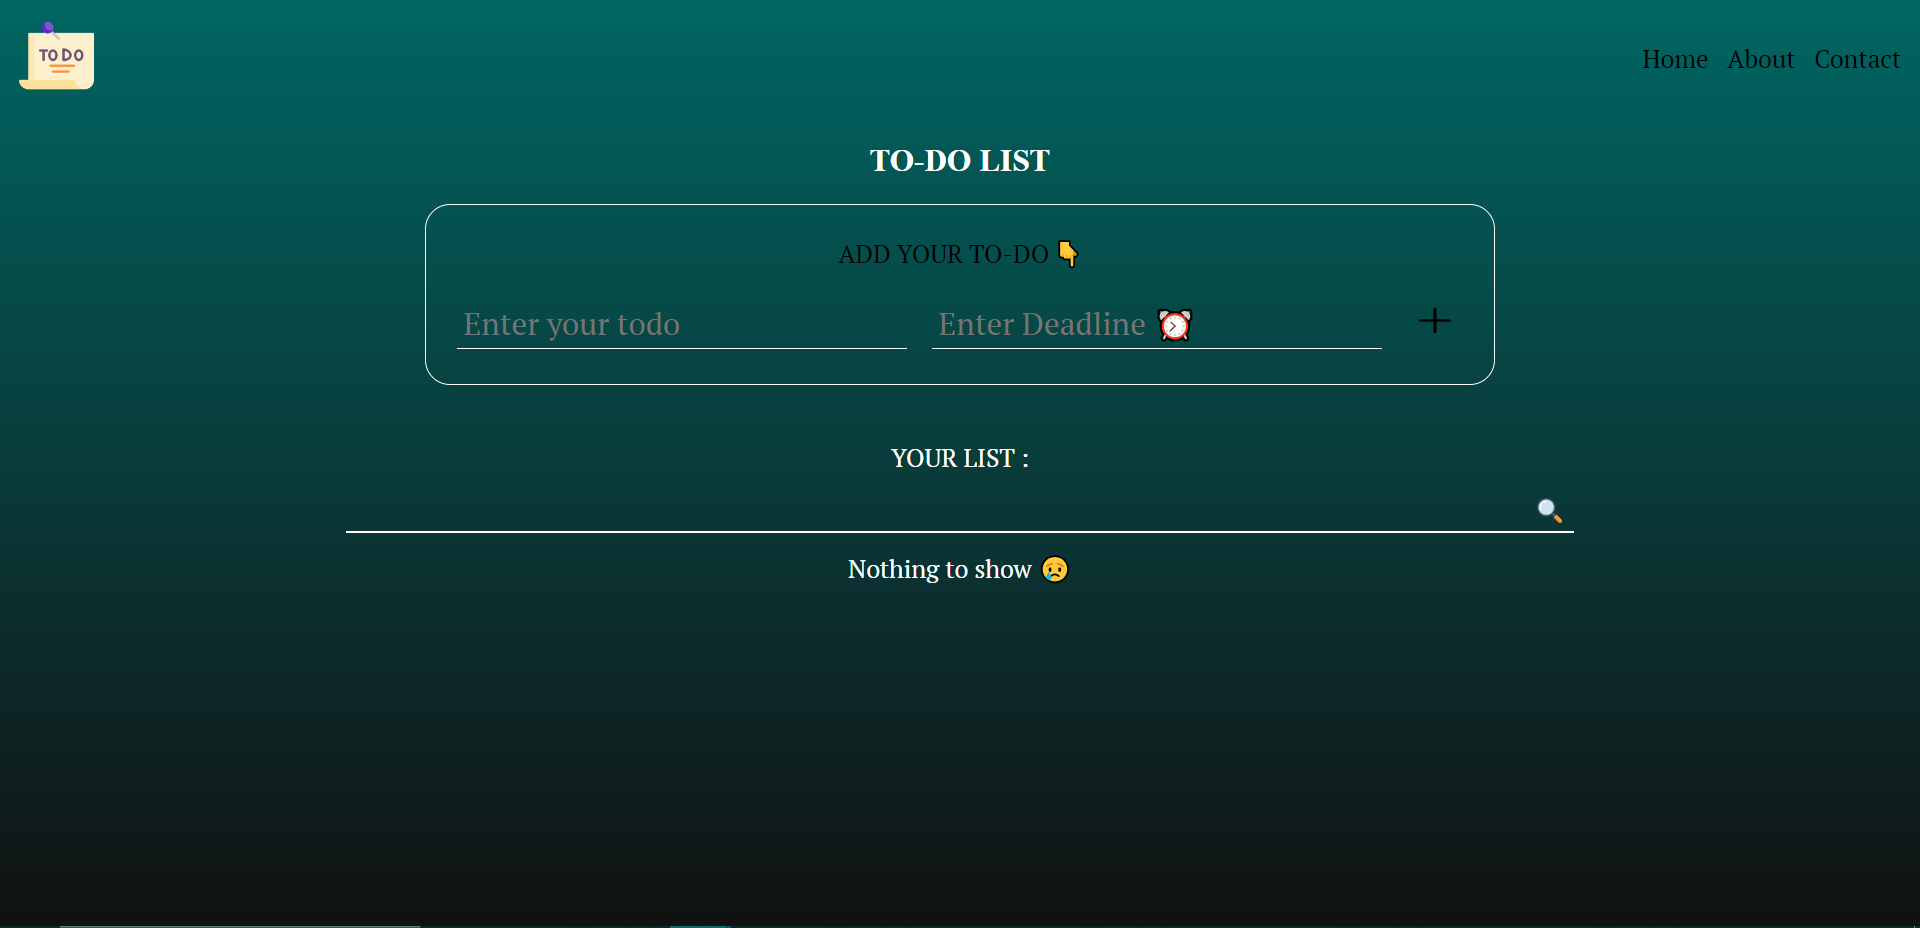 TO DO
Home About Contact
TO-DO LIST
ADD YOUR TO-DO 👇
Enter your todo
Enter Deadline ⏰
YOUR LIST :
Nothing to show 😥